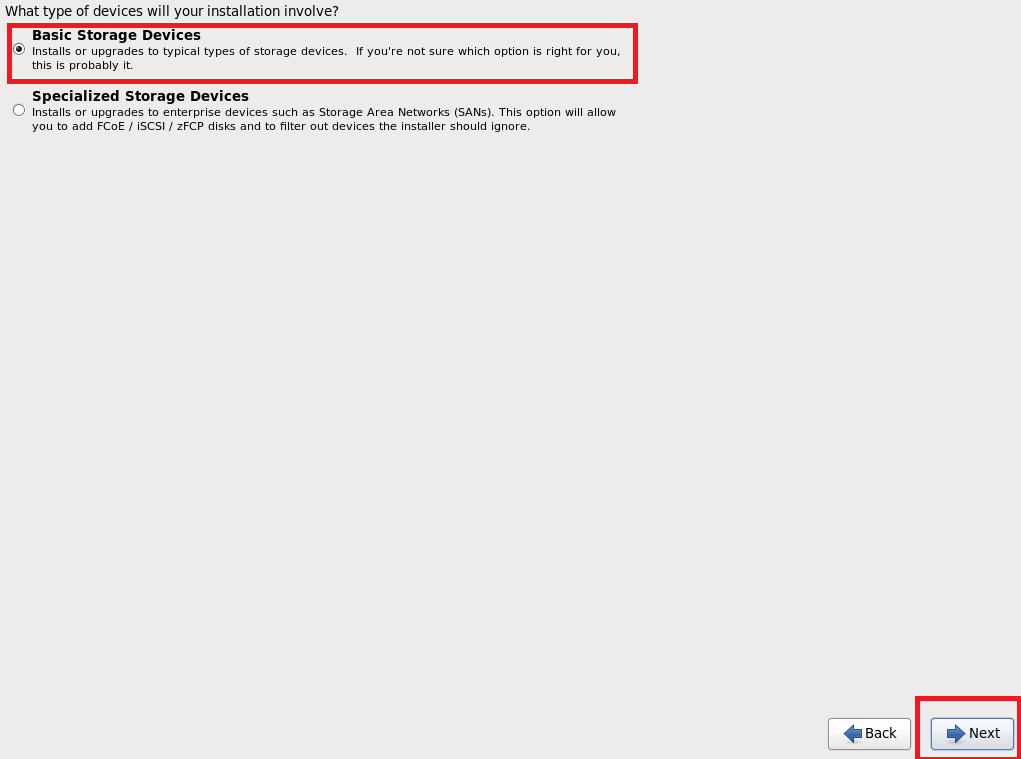 What type of devices will your installation involve?
Basic Storage Devices
Installs or upgrades to typical types of storage devices.  If you're not sure which option is right for you,
this is probably it.
Specialized Storage Devices
Installs or upgrades to enterprise devices such as Storage Area Networks (SANs). This option will allow
you to add FCoE / iSCSI / zFCP disks and to filter out devices the installer should ignore.
Back
Next